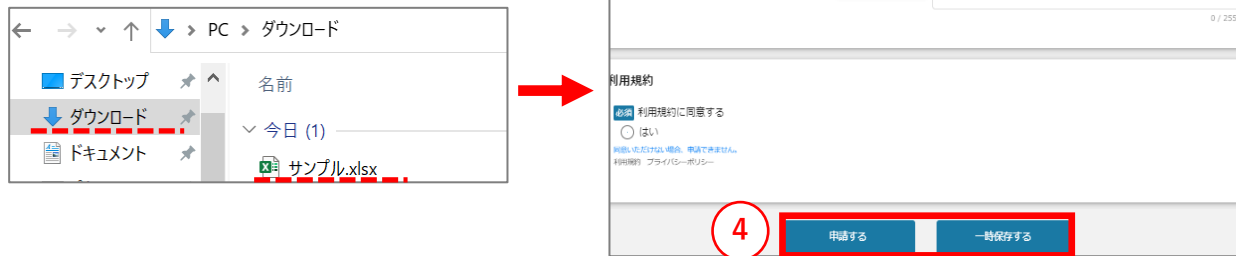 PC > ダウンロード
デスクトップ
名前
ダウンロード
今日 (1)
ドキュメント
サンプル.xlsx
0 / 255
利用規約
必須 利用規約に同意する
はい
同意いただけない場合、申請できません。
利用規約 プライバシーポリシー
4
申請する
一時保存する